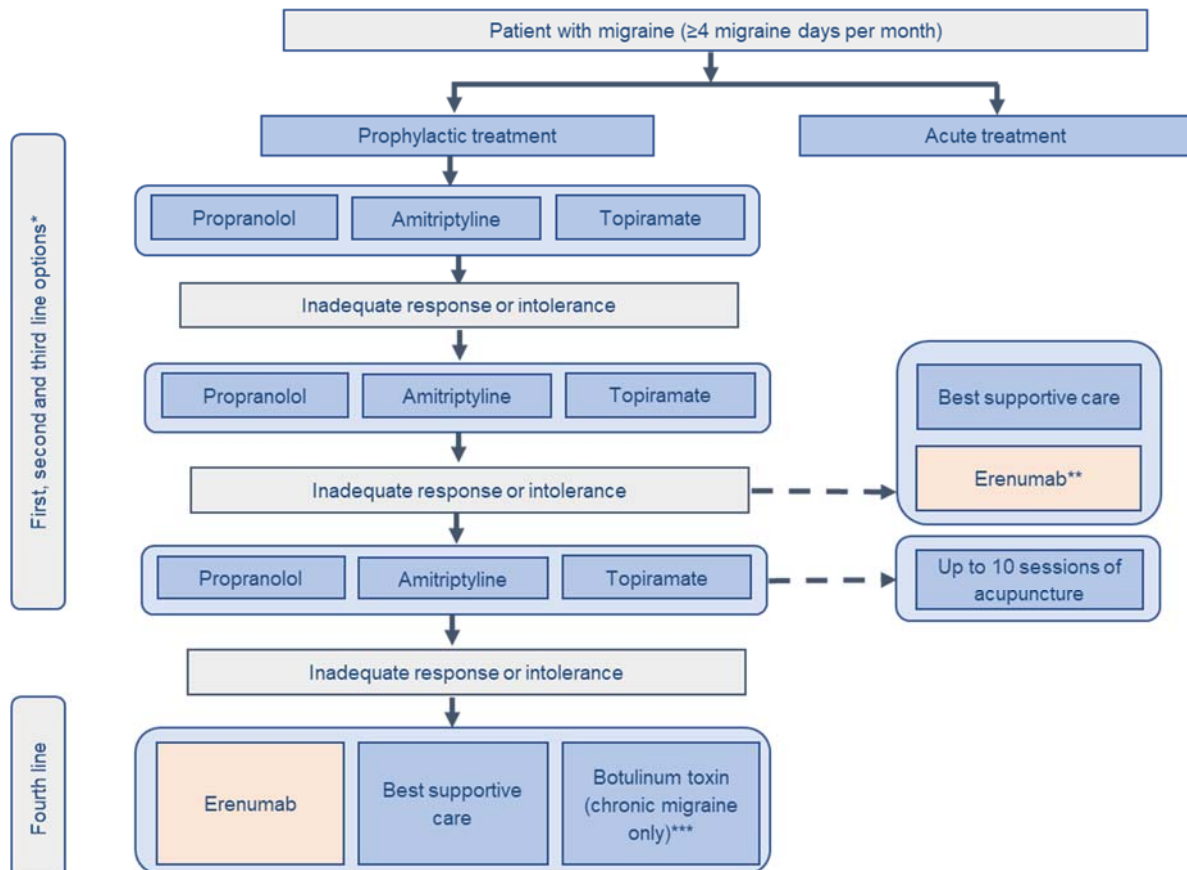 Patient with migraine (≥4 migraine days per month)
Prophylactic treatment
Acute treatment
First, second and third line options*
Propranolol
Amitriptyline
Topiramate
Inadequate response or intolerance
Propranolol
Amitriptyline
Topiramate
Best supportive care
Erenumab**
Inadequate response or intolerance
Propranolol
Amitriptyline
Topiramate
Up to 10 sessions of
acupuncture
Inadequate response or intolerance
Fourth line
Erenumab
Best supportive
care
Botulinum toxin
(chronic migraine
only)***